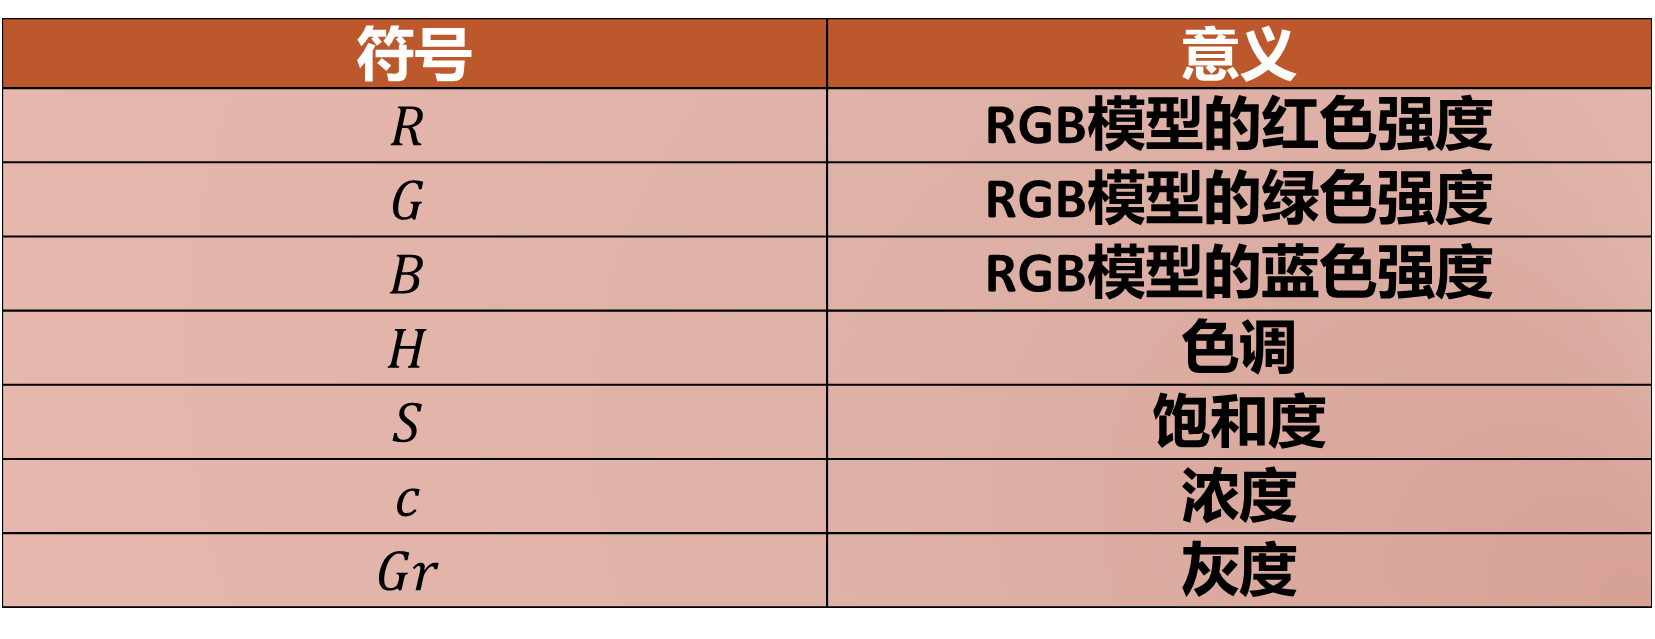 符号 意义
R RGB模型的红色强度
G RGB模型的绿色强度
B RGB模型的蓝色强度
H 色调
S 饱和度
c 浓度
Gr 灰度